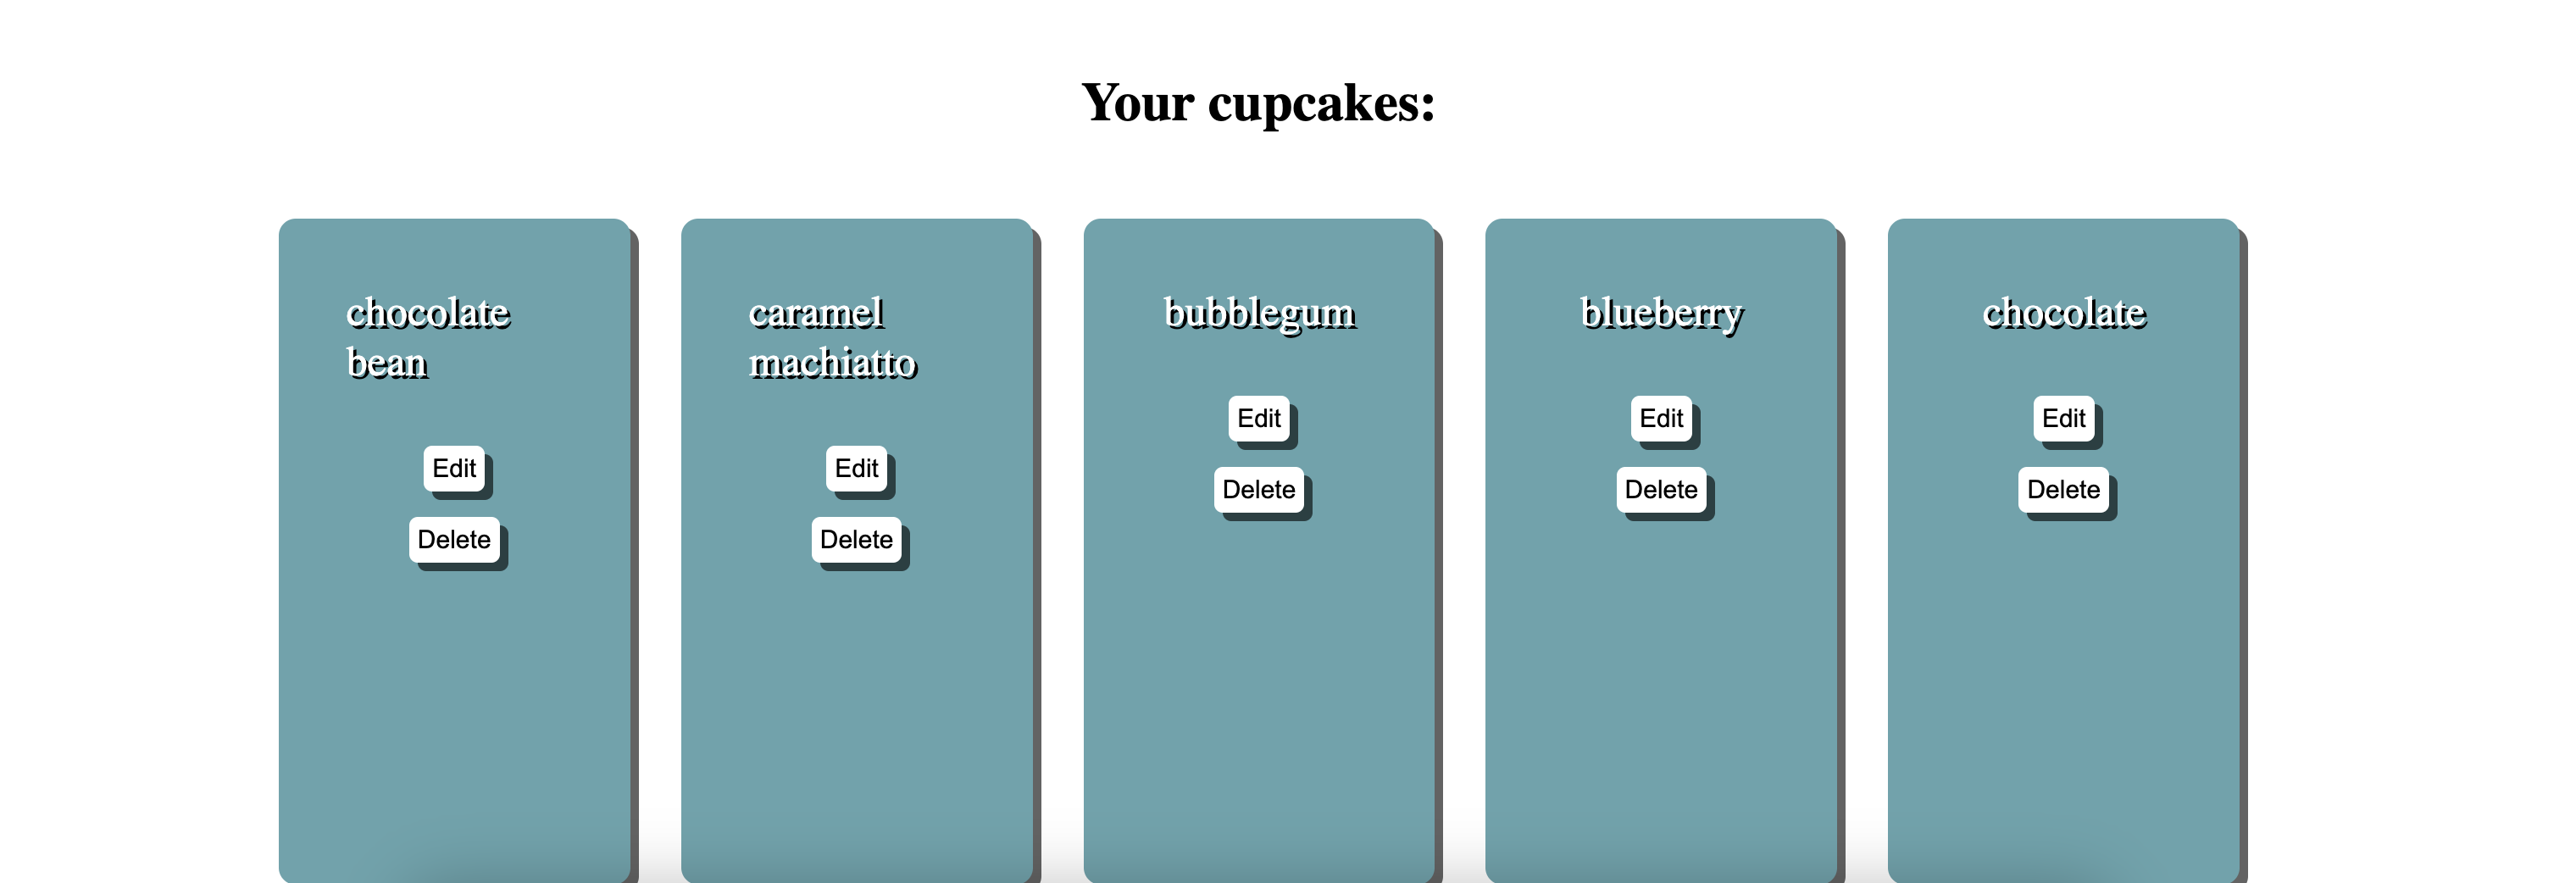 Your cupcakes:
chocolate
bean
Edit
Delete
caramel
machiatto
Edit
Delete
bubblegum
Edit
Delete
blueberry
Edit
Delete
chocolate
Edit
Delete